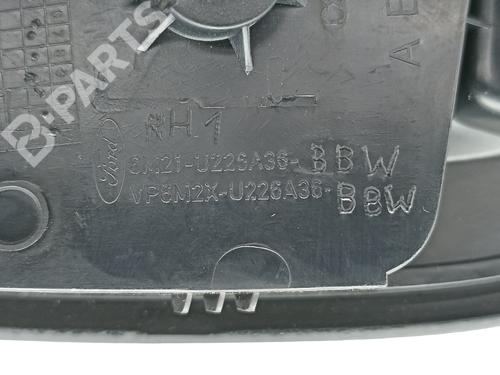 B-PARTS
A B
RH1
Ford
6M21-U226A36- BBW
VP6M2X-U226A36- BBW